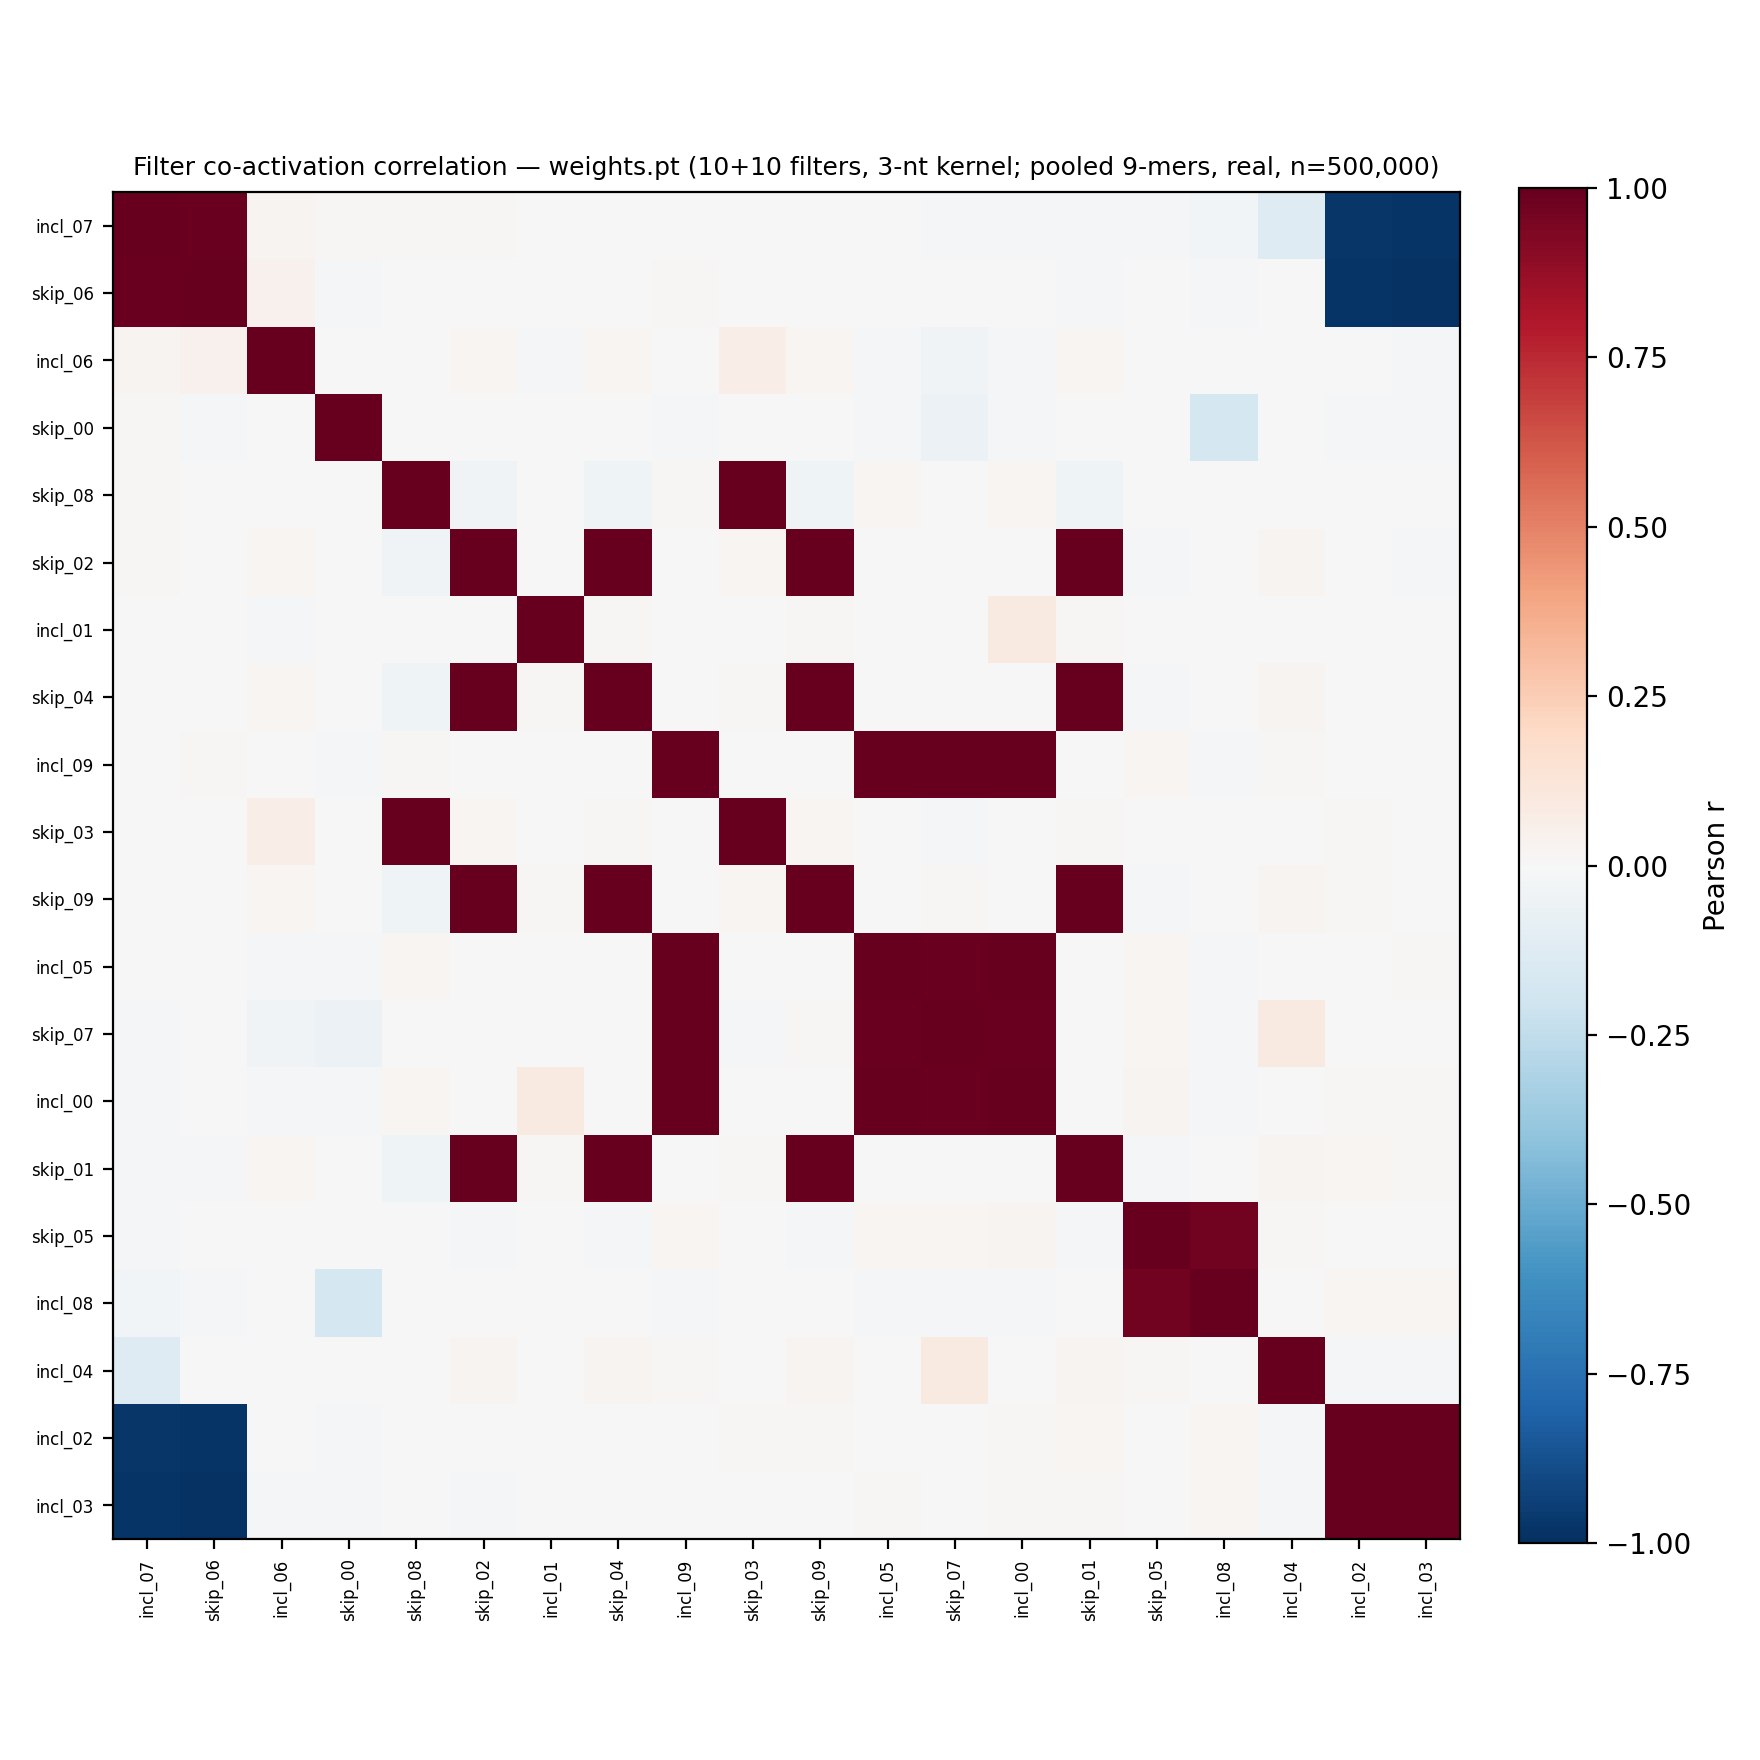 Filter co-activation correlation — weights.pt (10+10 filters, 3-nt kernel; pooled 9-mers, real, n=500,000)
incl_07
skip_06
incl_06
skip_00
skip_08
skip_02
incl_01
skip_04
incl_09
skip_03
skip_09
incl_05
skip_07
incl_00
skip_01
skip_05
incl_08
incl_04
incl_02
incl_03
incl_07
skip_06
incl_06
skip_00
skip_08
skip_02
incl_01
skip_04
incl_09
skip_03
skip_09
incl_05
skip_07
incl_00
skip_01
skip_05
incl_08
incl_04
incl_02
incl_03
1.00
0.75
0.50
0.25
0.00
−0.25
−0.50
−0.75
−1.00
Pearson r